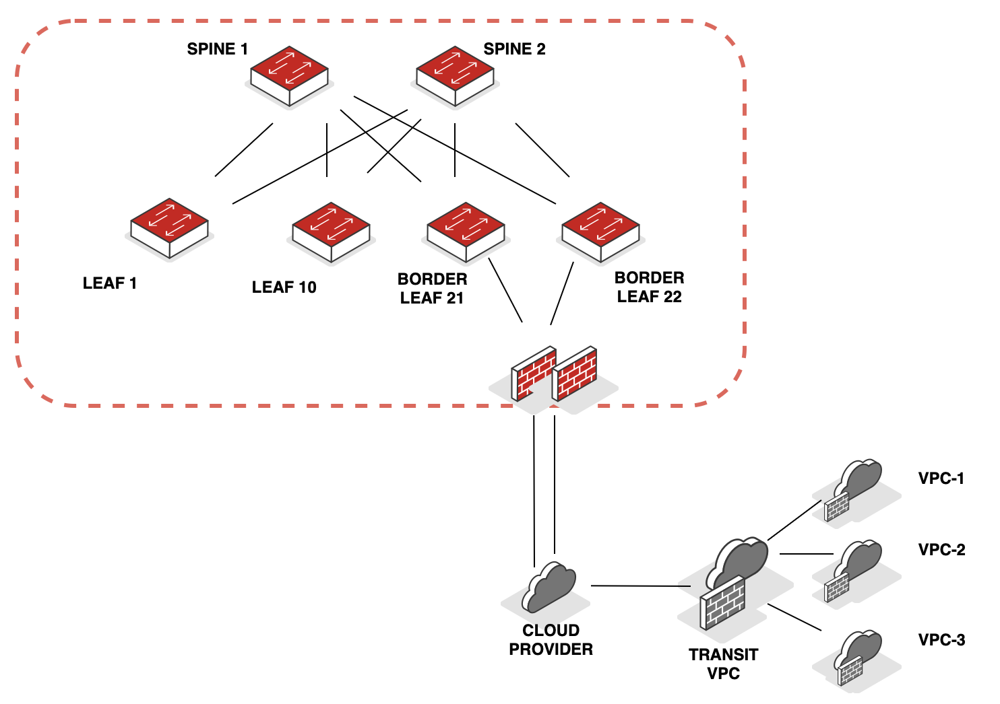 SPINE 1
SPINE 2
LEAF 1
LEAF 10
BORDER
LEAF 21
BORDER
LEAF 22
VPC-1
VPC-2
VPC-3
CLOUD
PROVIDER
TRANSIT
VPC